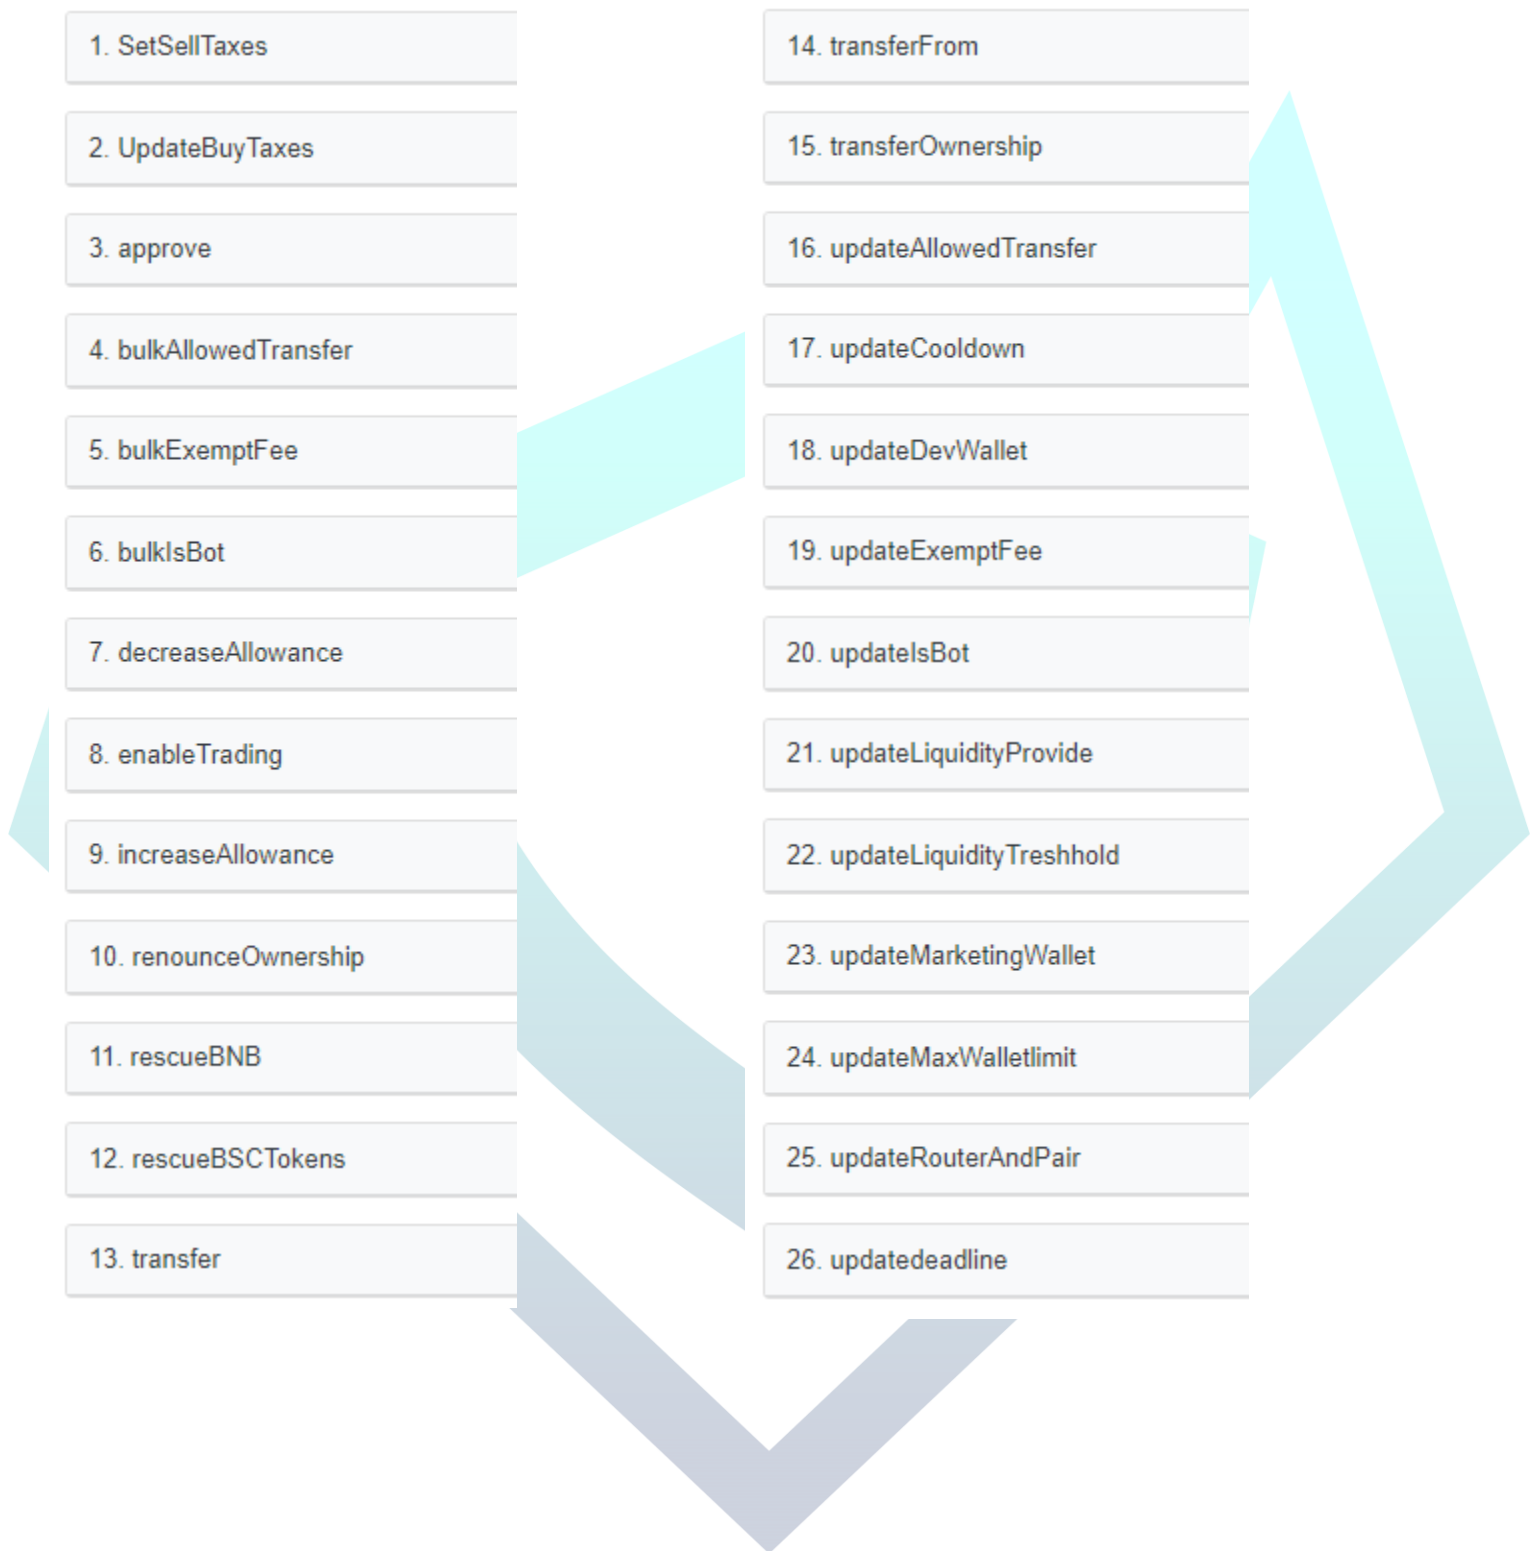 1. SetSellTaxes
2. UpdateBuyTaxes
3. approve
4. bulkAllowedTransfer
5. bulkExemptFee
6. bulkIsBot
7. decreaseAllowance
8. enableTrading
9. increaseAllowance
10. renounceOwnership
11. rescueBNB
12. rescueBSCTokens
13. transfer
14. transferFrom
15. transferOwnership
16. updateAllowedTransfer
17. updateCooldown
18. updateDevWallet
19. updateExemptFee
20. updateIsBot
21. updateLiquidityProvide
22. updateLiquidityTreshhold
23. updateMarketingWallet
24. updateMaxWalletlimit
25. updateRouterAndPair
26. updatedeadline